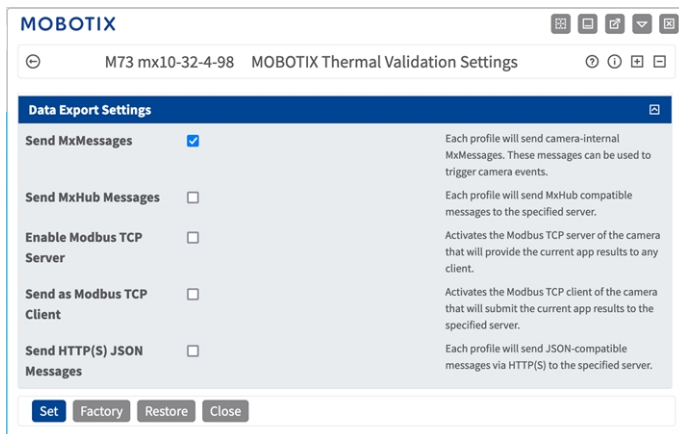 MOBOTIX
M73 mx10-32-4-98 MOBOTIX Thermal Validation Settings
Data Export Settings
Send MxMessages
Each profile will send camera-internal
MxMessages. These messages can be used to
trigger camera events.
Send MxHub Messages
Each profile will send MxHub compatible
messages to the specified server.
Enable Modbus TCP
Server
Activates the Modbus TCP server of the camera
that will provide the current app results to any
client.
Send as Modbus TCP
Client
Activates the Modbus TCP client of the camera
that will submit the current app results to the
specified server.
Send HTTP(S) JSON
Messages
Each profile will send JSON-compatible
messages via HTTP(S) to the specified server.
Set Factory Restore Close